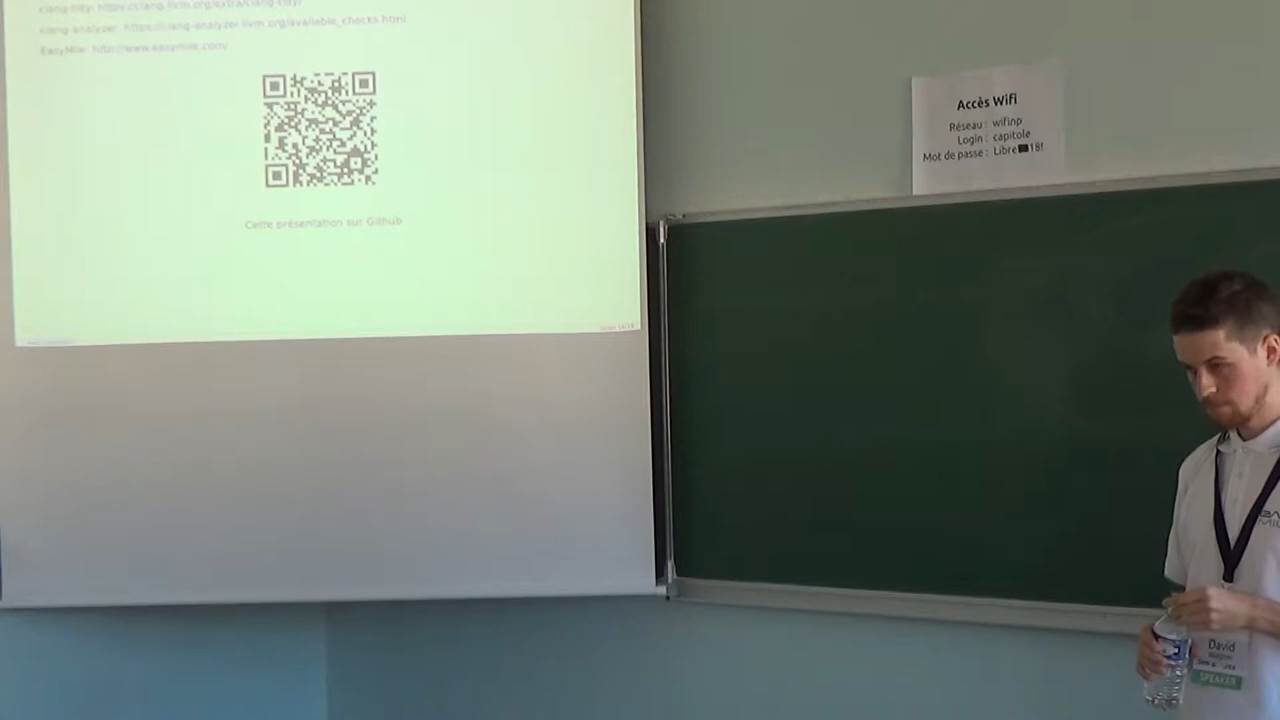 clang-tidy: https://clang.llvm.org/extra/clang-tidy/
clang-analyzer: https://clang-analyzer.llvm.org/available_checks.html
EasyMile: http://www.easymile.com/
Cette présentation sur Github
Accès Wifi
Réseau : wifinp
Login : capitole
Mot de passe : Libre 18!
David
Wagner
SPEAKER